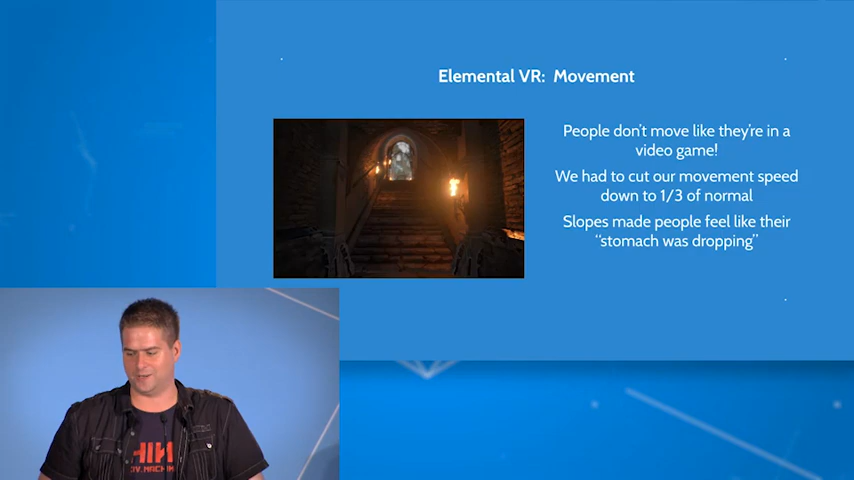 Elemental VR:  Movement
People don't move like they're in a
video game!
We had to cut our movement speed
down to 1/3 of normal
Slopes made people feel like their
“stomach was dropping”